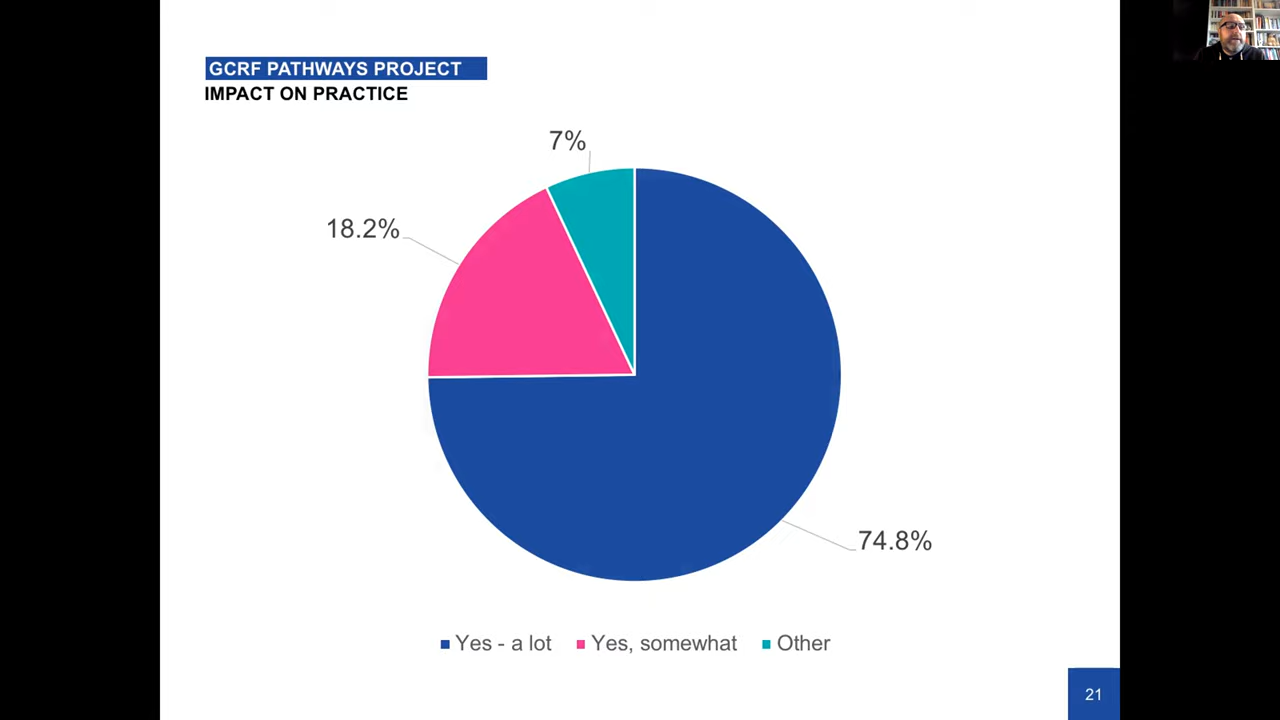 GCRF PATHWAYS PROJECT
IMPACT ON PRACTICE
7%
18.2%
74.8%
Yes - a lot
Yes, somewhat
Other
21